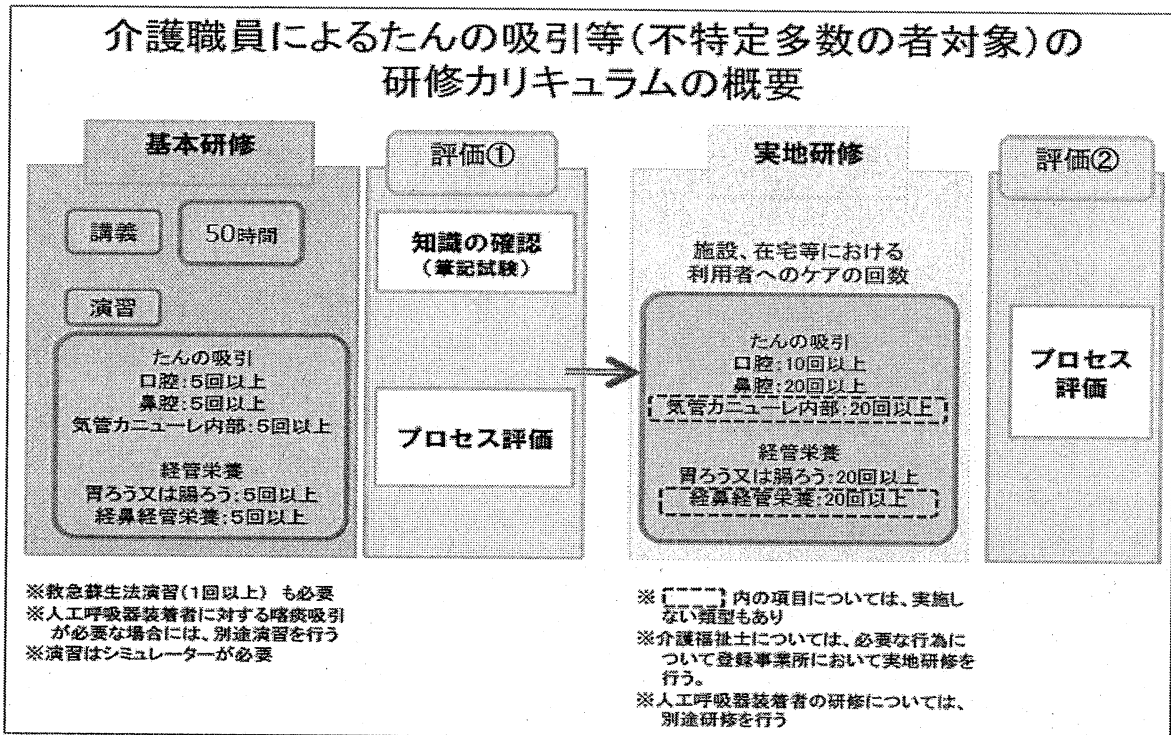 介護職員によるたんの吸引等(不特定多数の者対象)の
研修カリキュラムの概要
基本研修
講義
50時間
演習
たんの吸引
口腔:5回以上
鼻腔:5回以上
気管カニューレ内部:5回以上
経管栄養
胃ろう又は腸ろう:5回以上
経鼻経管栄養:5回以上
※救急蘇生法演習(1回以上) も必要
※人工呼吸器装着者に対する喀痰吸引
が必要な場合には、別途演習を行う
※演習はシミュレーターが必要
評価①
知識の確認
(筆記試験)
プロセス評価
実地研修
施設、在宅等における
利用者へのケアの回数
たんの吸引
口腔:10回以上
鼻腔:20回以上
気管カニューレ内部:20回以上
経管栄養
胃ろう又は腸ろう:20回以上
経鼻経管栄養:20回以上
※ 内の項目については、実施し
ない類型もあり
※介護福祉士については、必要な行為に
ついて登録事業所において実地研修を
行う。
※人工呼吸器装着者の研修については、
別途研修を行う
評価②
プロセス
評価